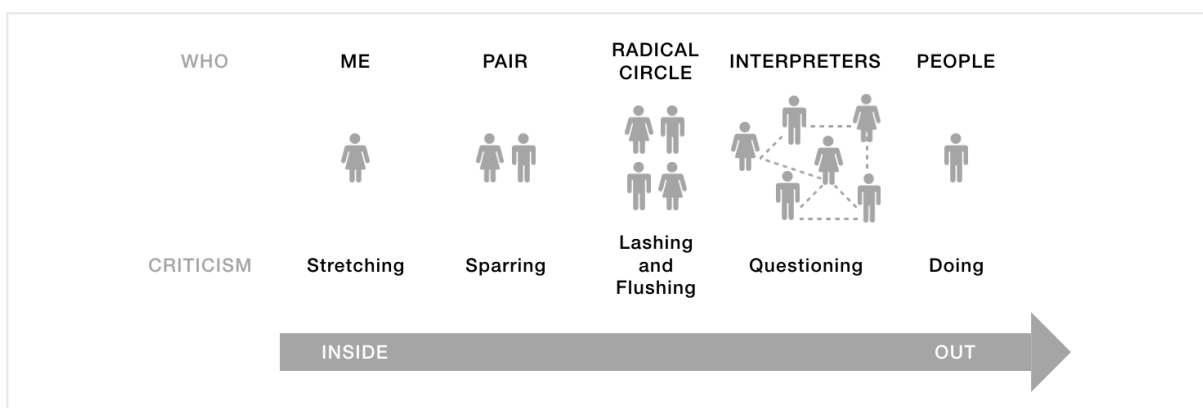 WHO
ME
PAIR
RADICAL
CIRCLE
INTERPRETERS
PEOPLE
CRITICISM
Stretching
Sparring
Lashing
and
Flushing
Questioning
Doing
INSIDE
OUT